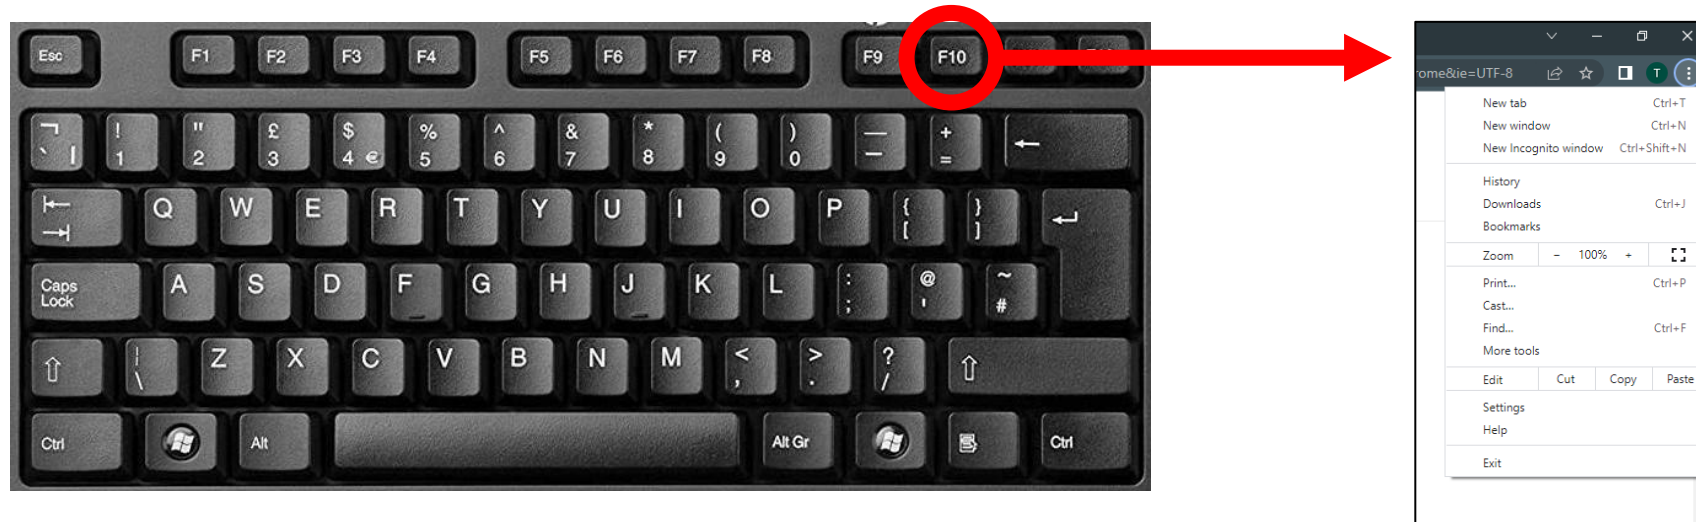 Esc F1 F2 F3 F4 F5 F6 F7 F8 F9 F10
¬ ! " £ $ % ^ & * ( ) — +
` | 1 2 3 4 € 5 6 7 8 9 0 – =
Q W E R T Y U I O P { }
[ ]
Caps A S D F G H J K L : @ ~
Lock ; ' #
¦ Z X C V B N M < > ?
\ , . /
Ctrl Alt Alt Gr Ctrl
rome&ie=UTF-8 T
New tab Ctrl+T
New window Ctrl+N
New Incognito window Ctrl+Shift+N
History
Downloads Ctrl+J
Bookmarks
Zoom - 100% +
Print... Ctrl+P
Cast...
Find... Ctrl+F
More tools
Edit Cut Copy Paste
Settings
Help
Exit